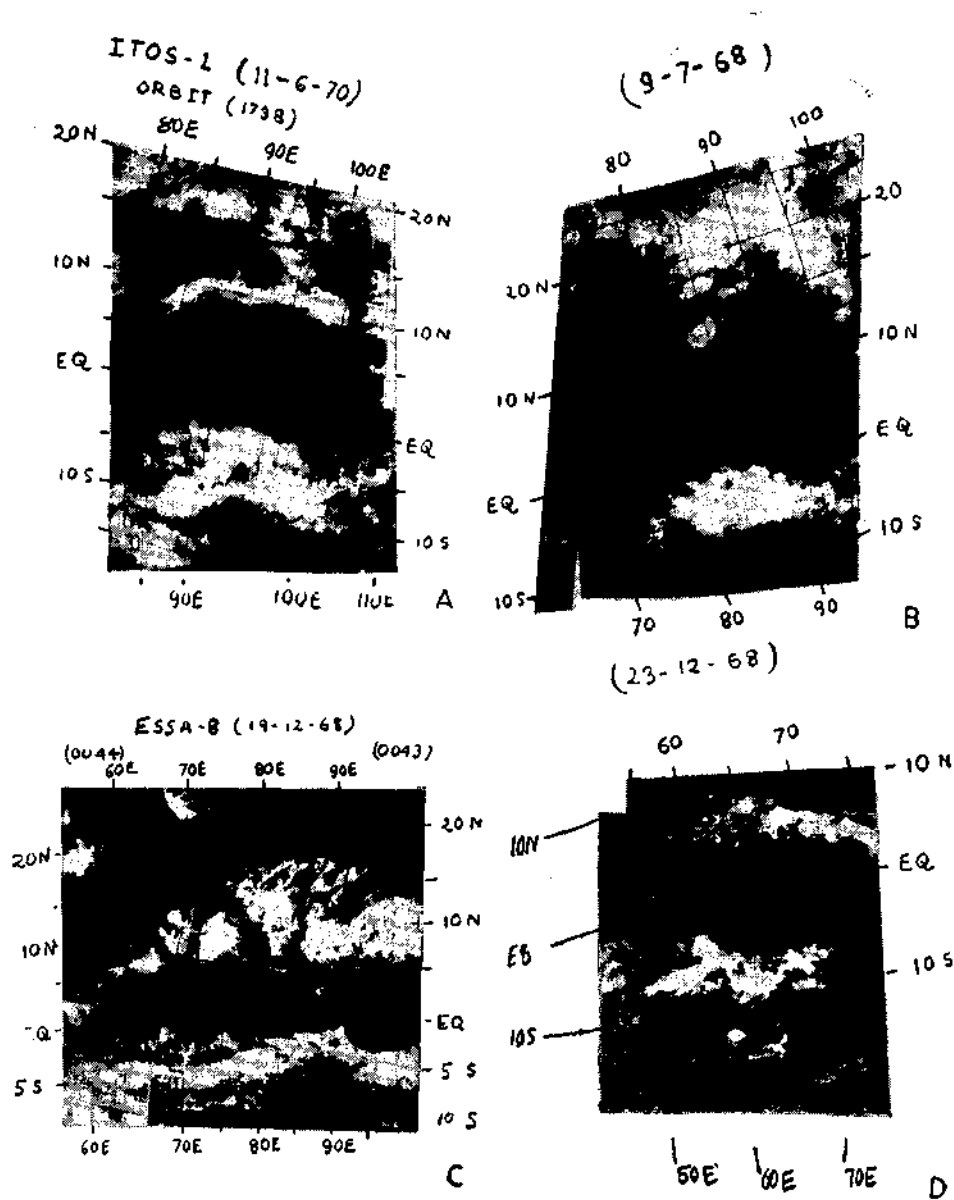 ITOS-1 (11-6-70)
ORBIT (1738)
80E 90E 100E
20N 20N
10N 10N
EQ EQ
10S 10S
90E 100E 110E A
(9-7-68)
80 90 100
20N 20
10N 10N
EQ EQ
10S 10S
70 80 90 B
ESSA-8 (19-12-68)
(0044) (0043)
60E 70E 80E 90E
20N 20N
10N 10N
Q EQ
5S 5S
10S
60E 70E 80E 90E C
(23-12-68)
60 70
10N 10N
EQ EQ
10S 10S
50E 60E 70E D